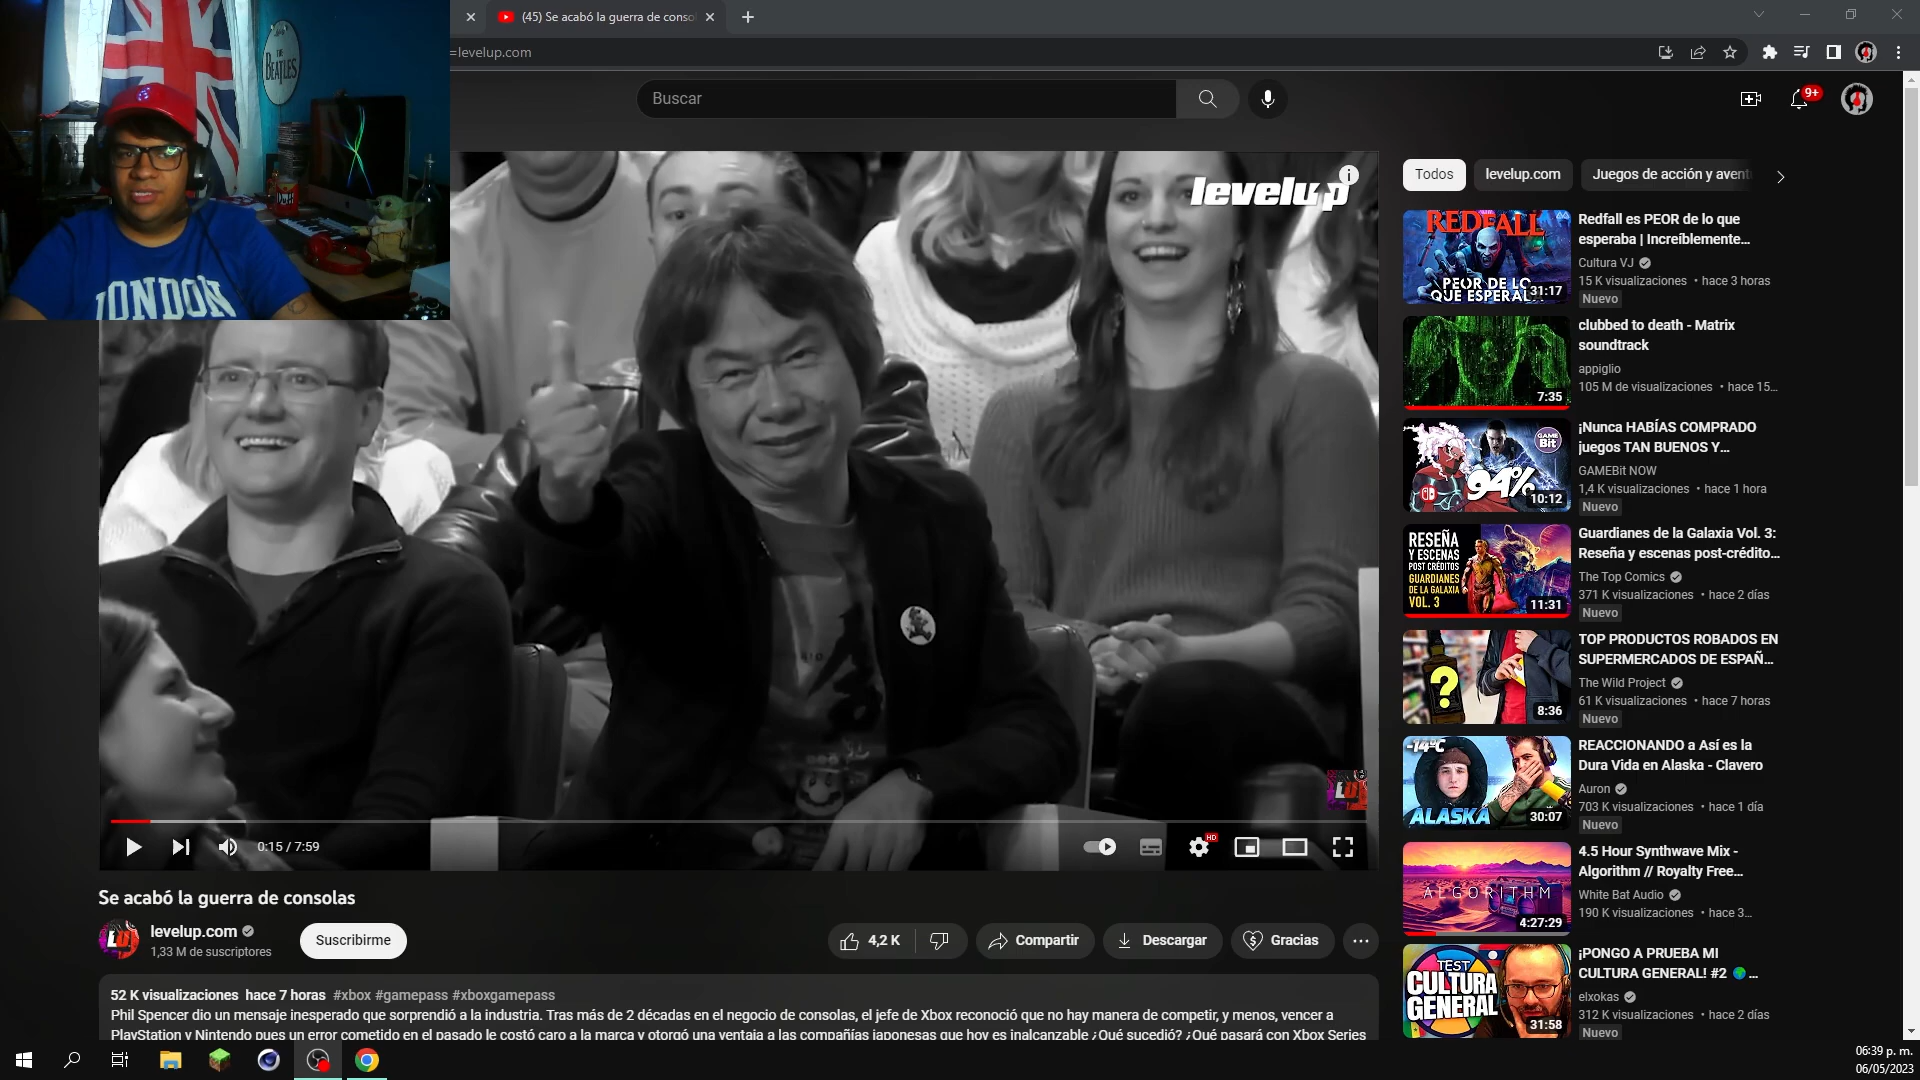 (45) Se acabó la guerra de conso
=levelup.com
THE
BEATLES
LONDON
Buscar
9+
levelup
Todos
levelup.com
Juegos de acción y avent
REDFALL
PEOR DE LO
QUE ESPERA
31:17
Redfall es PEOR de lo que
esperaba | Increíblemente...
Cultura VJ
15 K visualizaciones • hace 3 horas
Nuevo
7:35
clubbed to death - Matrix
soundtrack
appiglio
105 M de visualizaciones • hace 15...
GAME
Bit
94%
10:12
¡Nunca HABÍAS COMPRADO
juegos TAN BUENOS Y...
GAMEBit NOW
1,4 K visualizaciones • hace 1 hora
Nuevo
RESEÑA
Y ESCENAS
POST CRÉDITOS
GUARDIANES
DE LA GALAXIA
VOL. 3
11:31
Guardianes de la Galaxia Vol. 3:
Reseña y escenas post-crédito...
The Top Comics
371 K visualizaciones • hace 2 días
Nuevo
?
8:36
TOP PRODUCTOS ROBADOS EN
SUPERMERCADOS DE ESPAÑ...
The Wild Project
61 K visualizaciones • hace 7 horas
Nuevo
-14ºC
ALASKA
30:07
REACCIONANDO a Así es la
Dura Vida en Alaska - Clavero
Auron
703 K visualizaciones • hace 1 día
Nuevo
ALGORITHM
4:27:29
4.5 Hour Synthwave Mix -
Algorithm // Royalty Free...
White Bat Audio
190 K visualizaciones • hace 3...
TEST
CULTURA
GENERAL
31:58
¡PONGO A PRUEBA MI
CULTURA GENERAL! #2 ...
elxokas
312 K visualizaciones • hace 2 días
Nuevo
0:15 / 7:59
HD
Se acabó la guerra de consolas
levelup.com
1,33 M de suscriptores
Suscribirme
4,2 K
Compartir
Descargar
Gracias
52 K visualizaciones hace 7 horas #xbox #gamepass #xboxgamepass
Phil Spencer dio un mensaje inesperado que sorprendió a la industria. Tras más de 2 décadas en el negocio de consolas, el jefe de Xbox reconoció que no hay manera de competir, y menos, vencer a
PlayStation y Nintendo pues un error cometido en el pasado le costó caro a la marca y otorgó una ventaja a las compañías japonesas que hoy es inalcanzable ¿Qué sucedió? ¿Qué pasará con Xbox Series
06:39 p. m.
06/05/2023